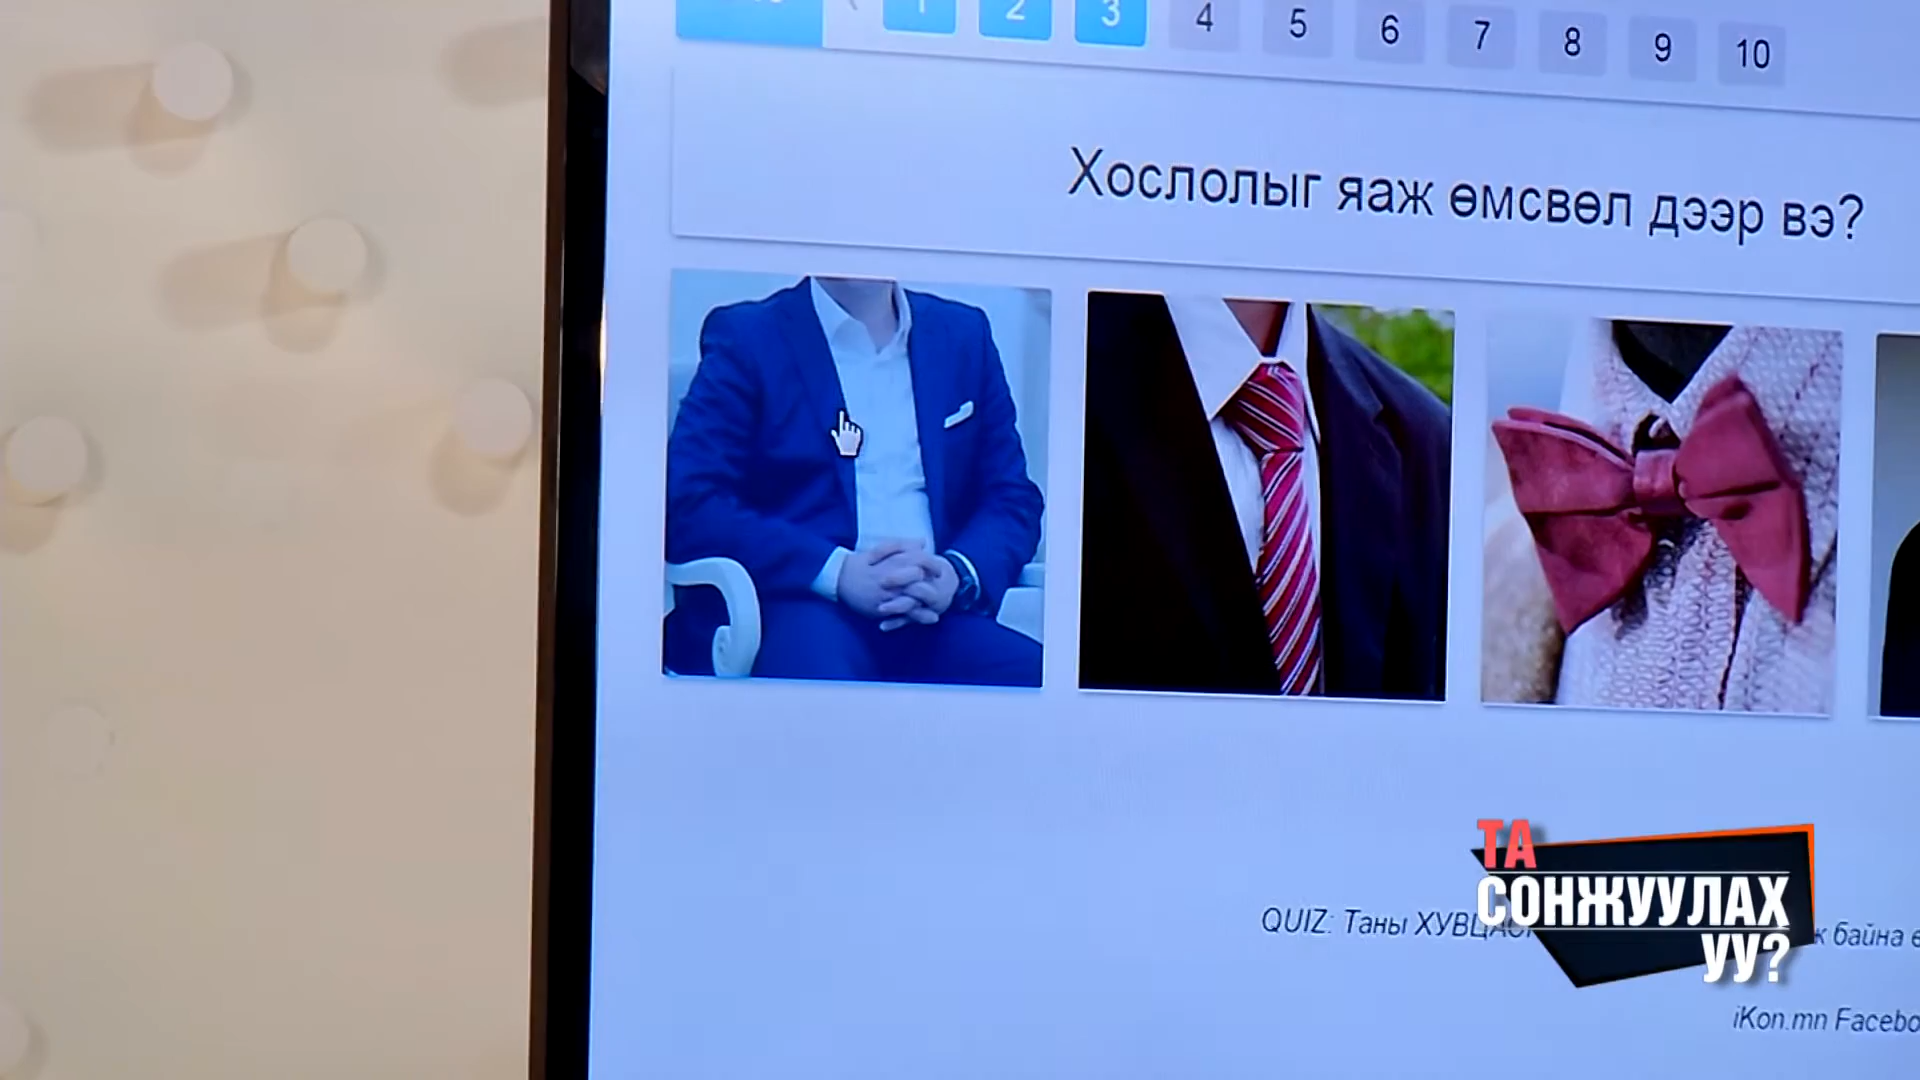 1 2 3 4 5 6 7 8 9 10
Хослолыг яаж өмсвөл дээр вэ?
ТА
СОНЖУУЛАХ
УУ?
QUIZ: Таны байна
iKon.mn